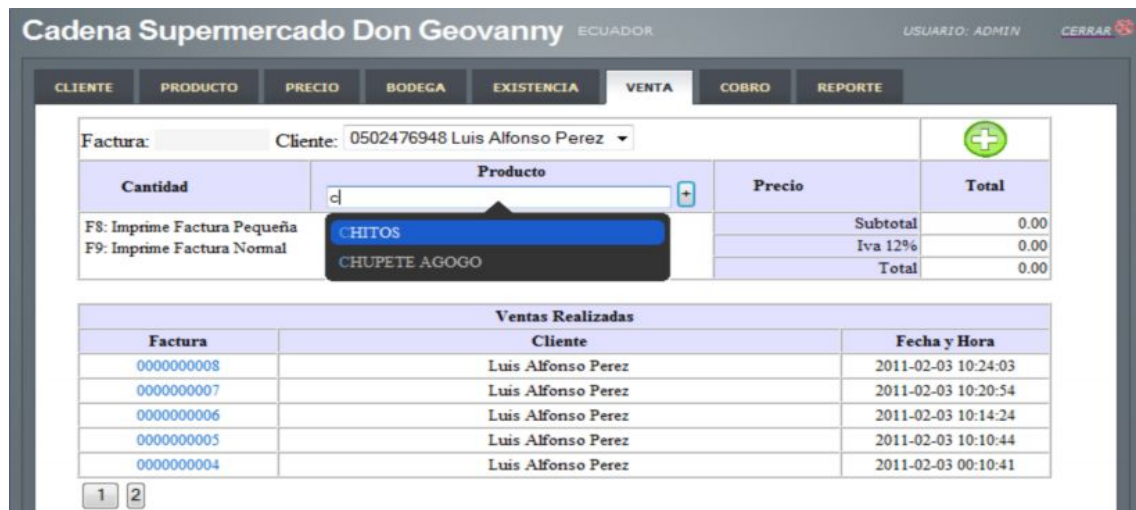 Cadena Supermercado Don Geovanny ECUADOR USUARIO: ADMIN CERRAR
CLIENTE PRODUCTO PRECIO BODEGA EXISTENCIA VENTA COBRO REPORTE
Factura: Cliente: 0502476948 Luis Alfonso Perez
Cantidad Producto Precio Total
c +
F8: Imprime Factura Pequeña CHITOS Subtotal 0.00
F9: Imprime Factura Normal Iva 12% 0.00
CHUPETE AGOGO Total 0.00
Ventas Realizadas
Factura Cliente Fecha y Hora
0000000008 Luis Alfonso Perez 2011-02-03 10:24:03
0000000007 Luis Alfonso Perez 2011-02-03 10:20:54
0000000006 Luis Alfonso Perez 2011-02-03 10:14:24
0000000005 Luis Alfonso Perez 2011-02-03 10:10:44
0000000004 Luis Alfonso Perez 2011-02-03 00:10:41
1 2